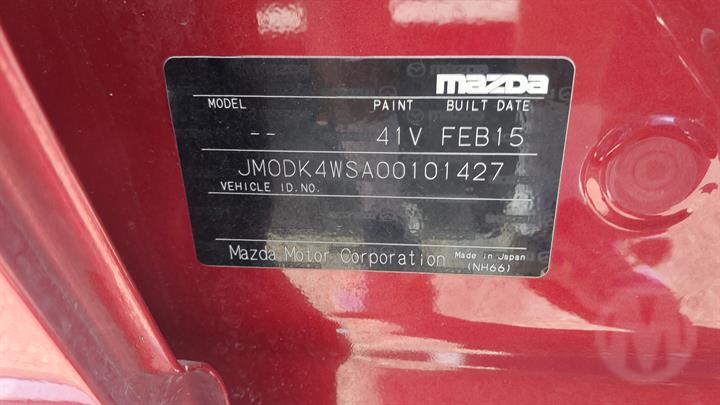 mazda
MODEL PAINT BUILT DATE
-- 41V FEB15
JM0DK4WSA00101427
VEHICLE ID.NO.
Mazda Motor Corporation Made in Japan
(NH66)
M